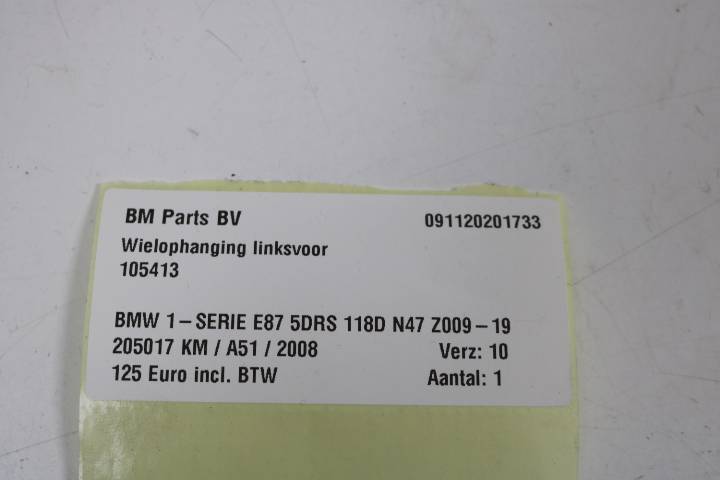 BM Parts BV 091120201733
Wielophanging linksvoor
105413
BMW 1-SERIE E87 5DRS 118D N47 Z009-19
205017 KM / A51 / 2008 Verz: 10
125 Euro incl. BTW Aantal: 1